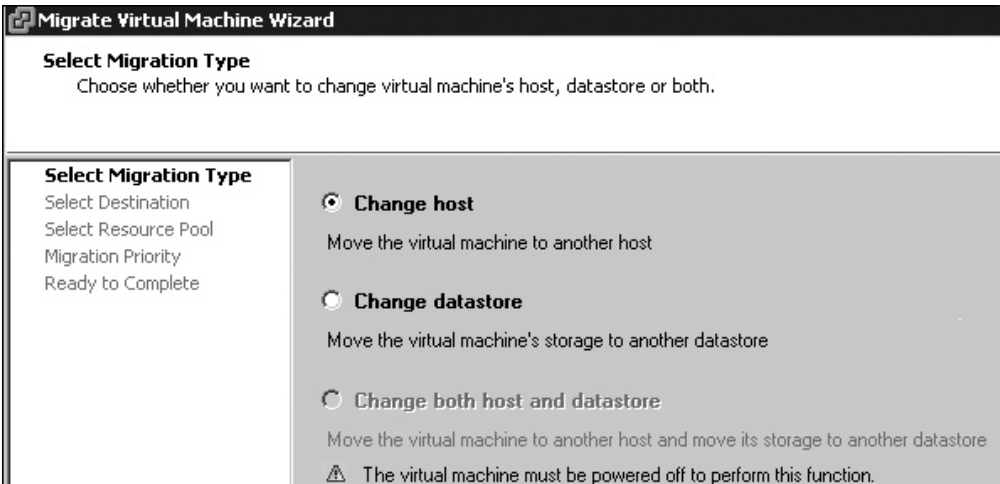 Migrate Virtual Machine Wizard
Select Migration Type
Choose whether you want to change virtual machine's host, datastore or both.
Select Migration Type
Select Destination
Select Resource Pool
Migration Priority
Ready to Complete
Change host
Move the virtual machine to another host
Change datastore
Move the virtual machine's storage to another datastore
Change both host and datastore
Move the virtual machine to another host and move its storage to another datastore
The virtual machine must be powered off to perform this function.